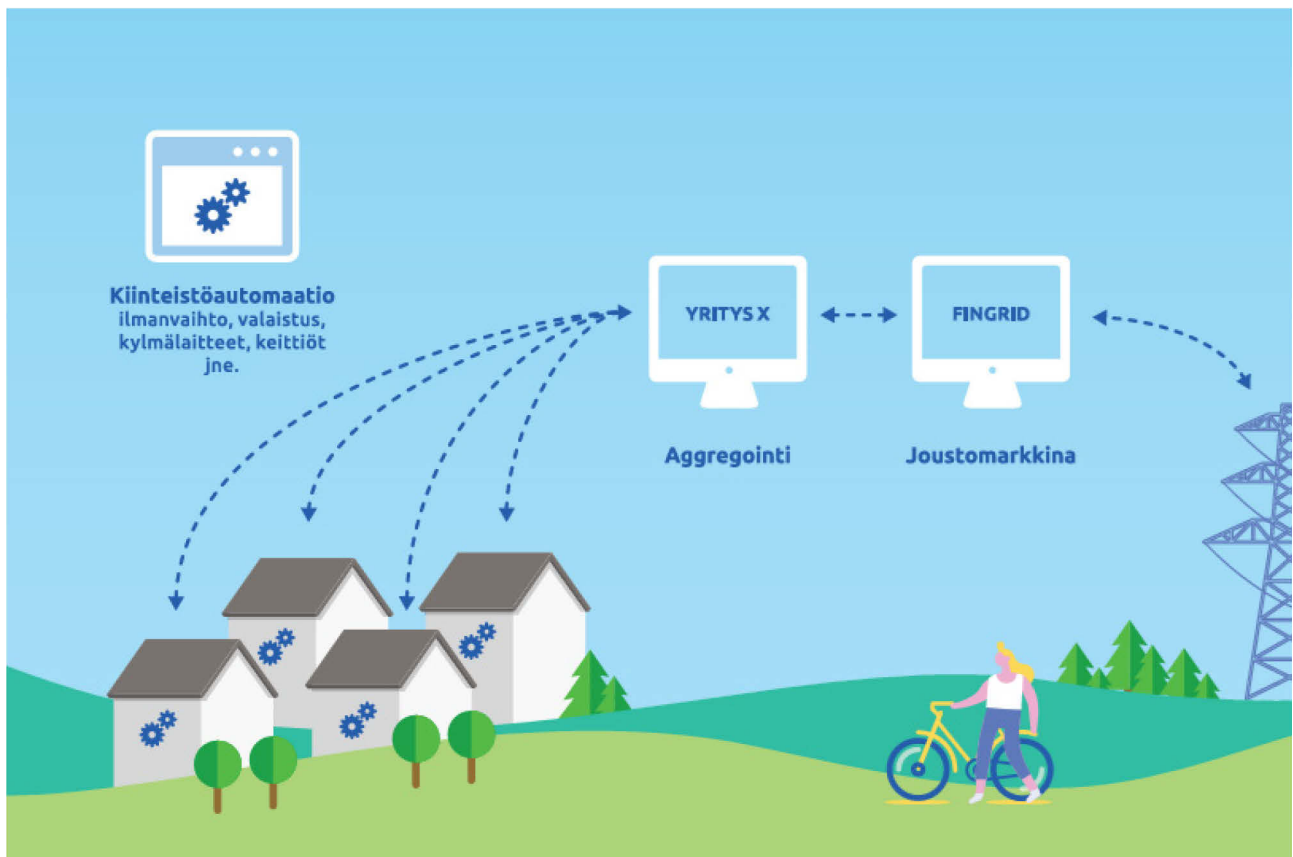 Kiinteistöautomaatio
ilmanvaihto, valaistus,
kylmälaitteet, keittiöt
jne.
YRITYS X
FINGRID
Aggregointi
Joustomarkkina